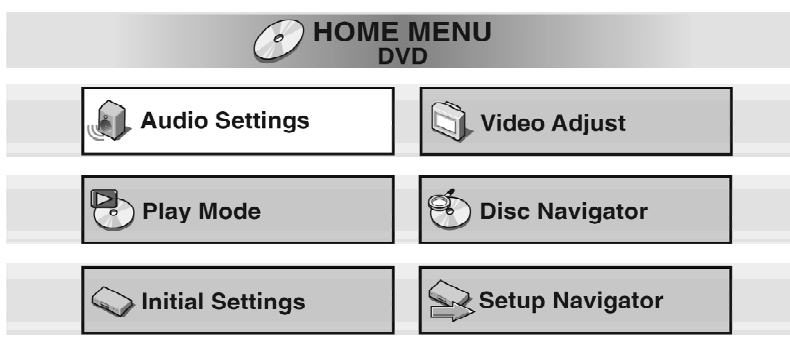 HOME MENU
DVD
Audio Settings
Video Adjust
Play Mode
Disc Navigator
Initial Settings
Setup Navigator